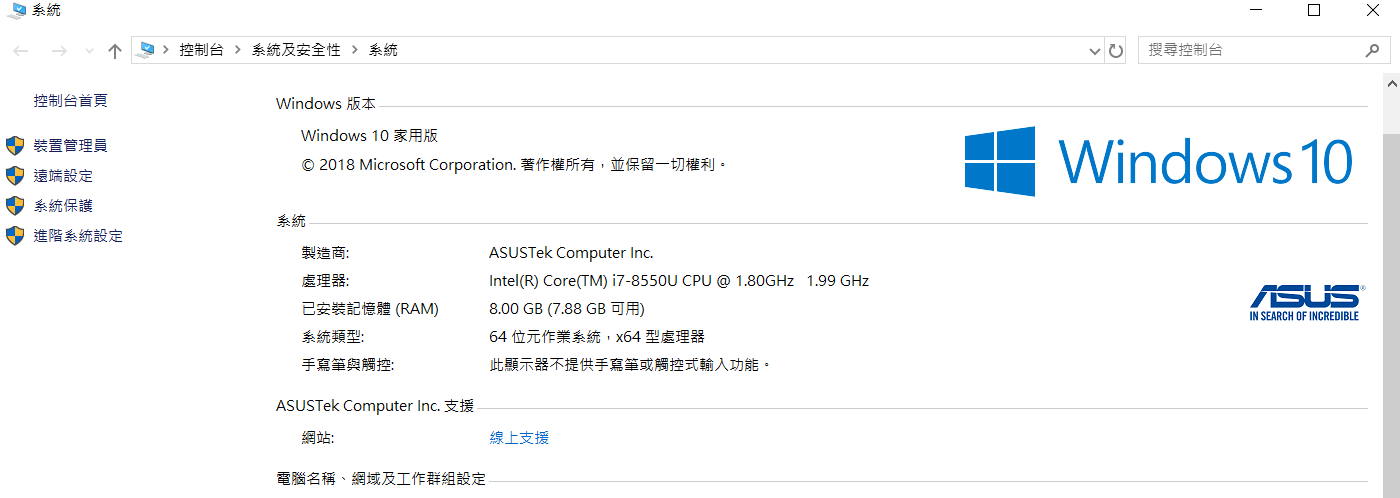 系統
控制台 > 系統及安全性 > 系統
搜尋控制台
控制台首頁
裝置管理員
遠端設定
系統保護
進階系統設定
Windows 版本
Windows 10 家用版
© 2018 Microsoft Corporation. 著作權所有，並保留一切權利。
Windows 10
系統
製造商: ASUSTek Computer Inc.
處理器: Intel(R) Core(TM) i7-8550U CPU @ 1.80GHz 1.99 GHz
已安裝記憶體 (RAM) 8.00 GB (7.88 GB 可用)
系統類型: 64 位元作業系統，x64 型處理器
手寫筆與觸控: 此顯示器不提供手寫筆或觸控式輸入功能。
ASUS
IN SEARCH OF INCREDIBLE
ASUSTek Computer Inc. 支援
網站: 線上支援
電腦名稱、網域及工作群組設定